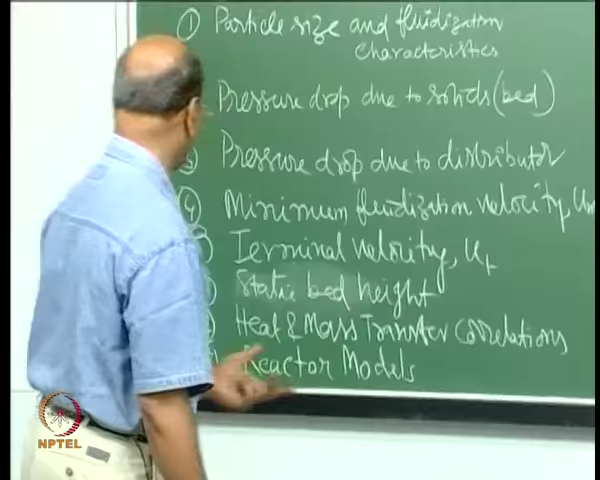 ① Particle size and fluidization
characteristics
Pressure drop due to solids (bed)
③ Pressure drop due to distributor
④ Minimum fluidization velocity,
Terminal velocity, Ut
Static bed height
Heat & Mass Transfer Correlations
Reactor Models
NPTEL